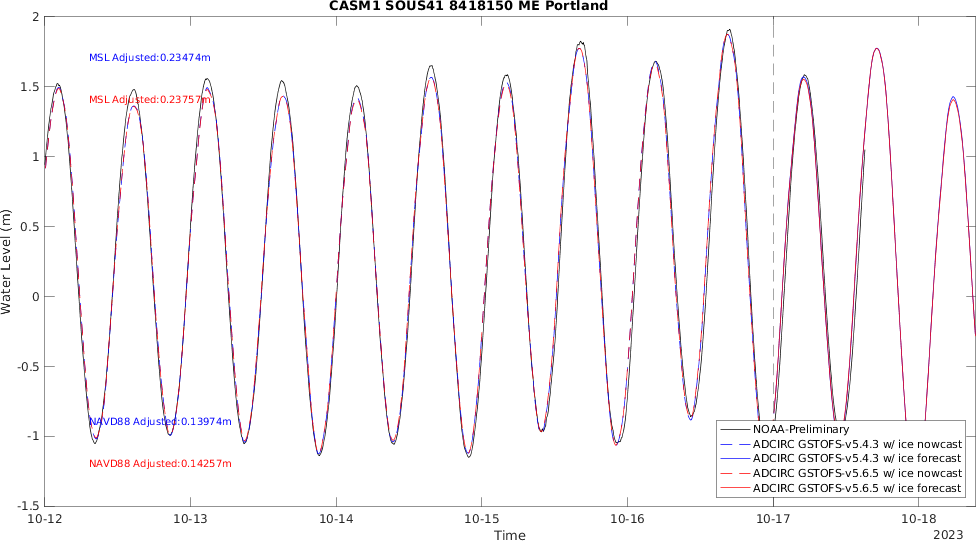 CASM1 SOUS41 8418150 ME Portland
Water Level (m)
2
1.5
1
0.5
0
-0.5
-1
-1.5
MSL Adjusted:0.23474m
MSL Adjusted:0.23757m
NAVD88 Adjusted:0.13974m
NAVD88 Adjusted:0.14257m
NOAA-Preliminary
ADCIRC GSTOFS-v5.4.3 w/ ice nowcast
ADCIRC GSTOFS-v5.4.3 w/ ice forecast
ADCIRC GSTOFS-v5.6.5 w/ ice nowcast
ADCIRC GSTOFS-v5.6.5 w/ ice forecast
10-12 10-13 10-14 10-15 10-16 10-17 10-18
Time
2023